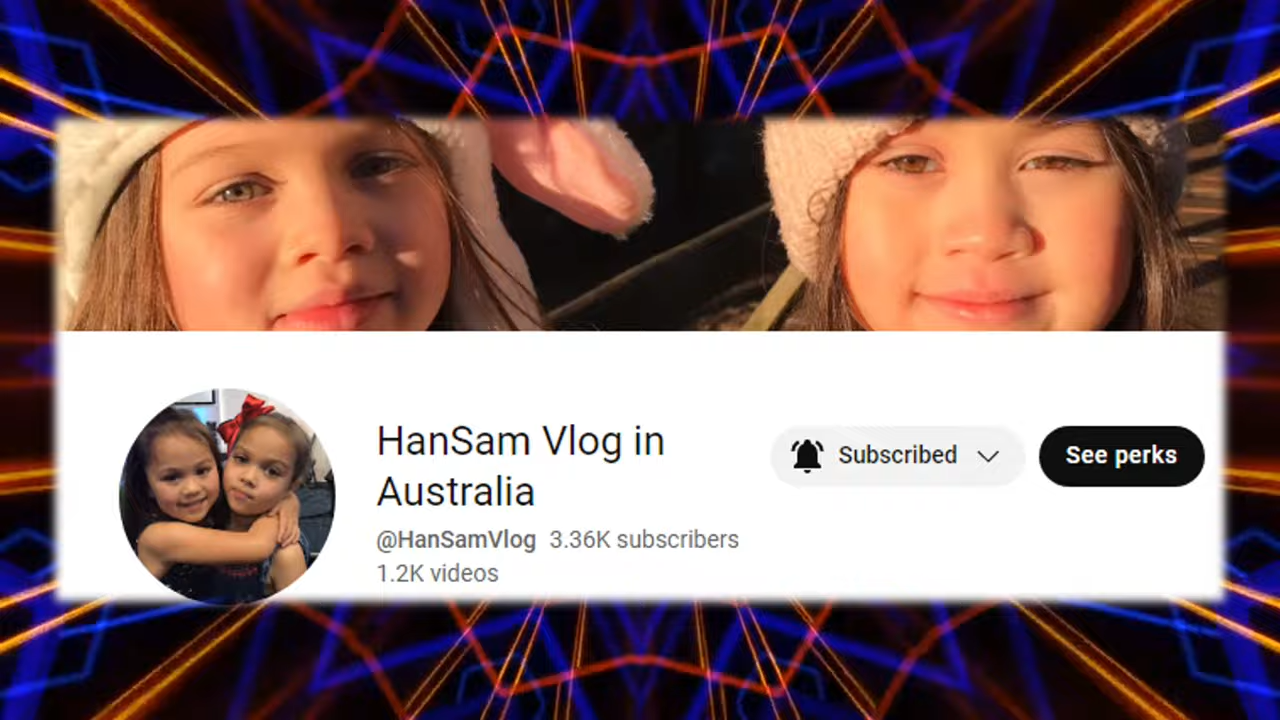 HanSam Vlog in
Australia
Subscribed
See perks
@HanSamVlog 3.36K subscribers
1.2K videos